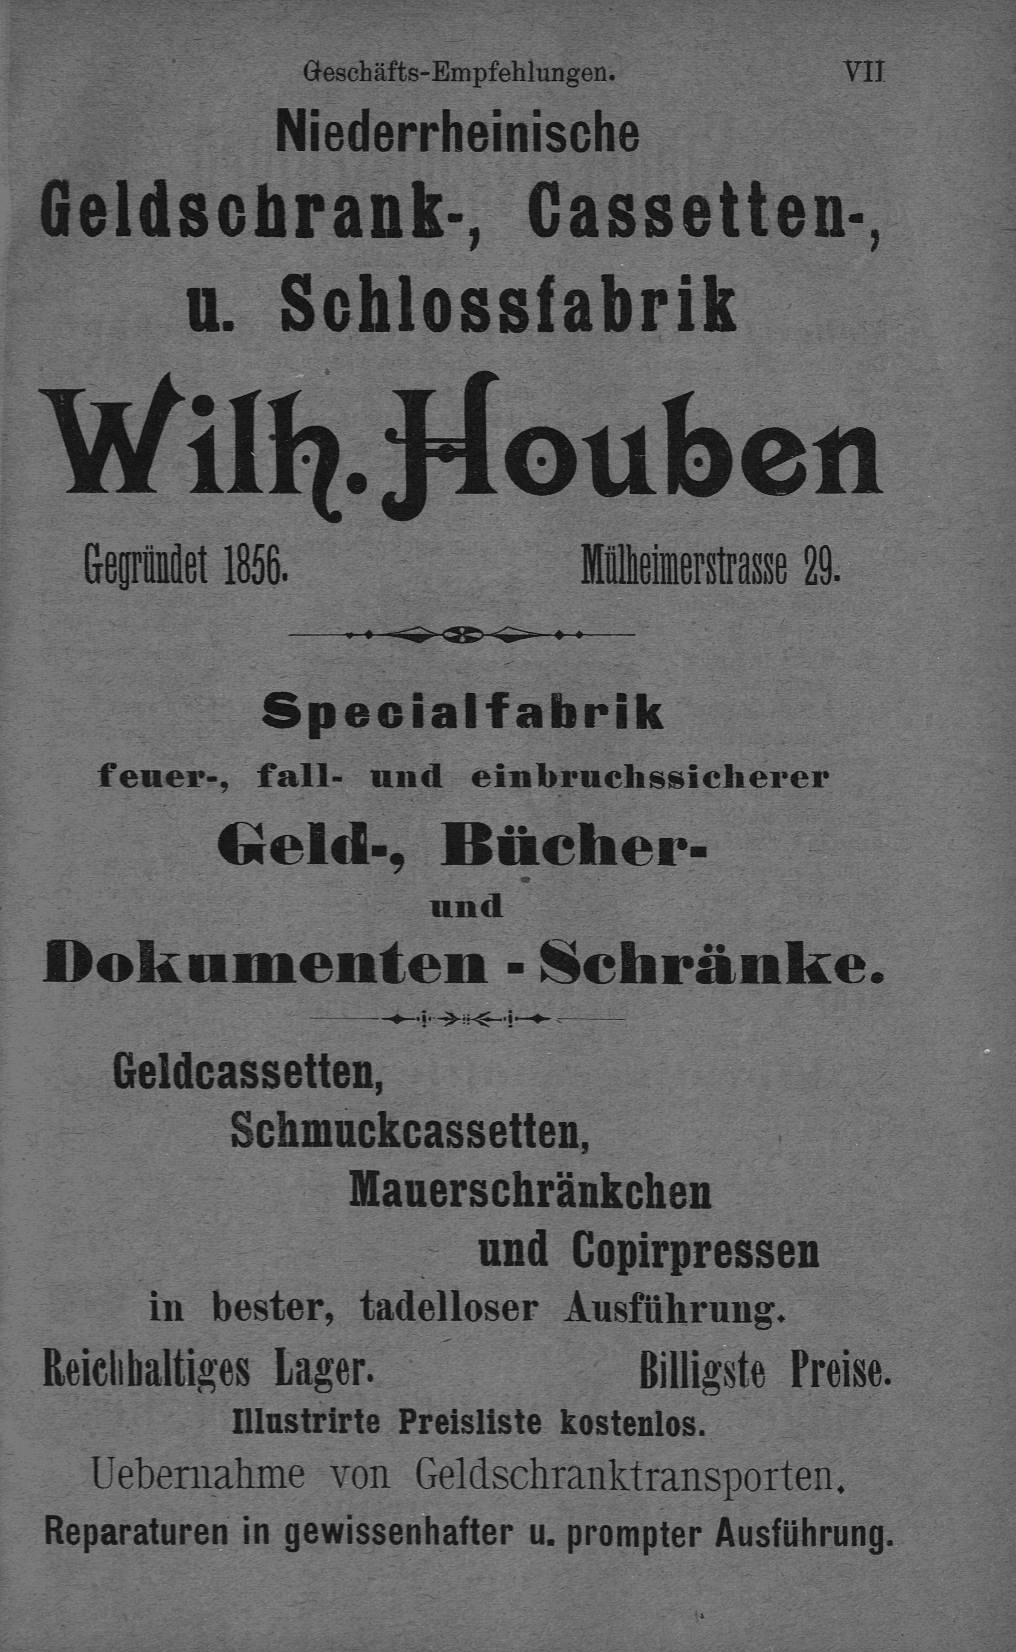 Geschäfts-Empfehlungen. VII
Niederrheinische
Geldschrank-, Cassetten-,
u. Schlossfabrik
Wilh. Houben
Gegründet 1856. Mülheimerstrasse 29.
Specialfabrik
feuer-, fall- und einbruchssicherer
Geld-, Bücher-
und
Dokumenten-Schränke.
Geldcassetten,
Schmuckcassetten,
Mauerschränkchen
und Copirpressen
in bester, tadelloser Ausführung.
Reichhaltiges Lager. Billigste Preise.
Illustrirte Preisliste kostenlos.
Uebernahme von Geldschranktransporten.
Reparaturen in gewissenhafter u. prompter Ausführung.